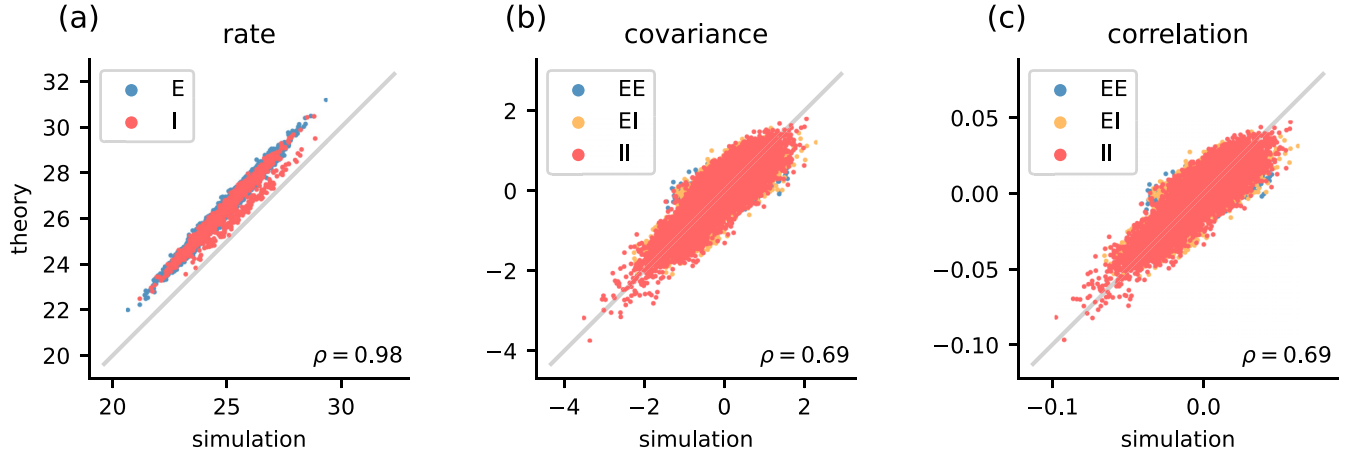 (a)
rate
E
I
theory
32
30
28
26
24
22
20
ρ = 0.98
20
25
30
simulation
(b)
covariance
EE
EI
II
2
0
−2
−4
ρ = 0.69
−4
−2
0
2
simulation
(c)
correlation
EE
EI
II
0.05
0.00
−0.05
−0.10
ρ = 0.69
−0.1
0.0
simulation